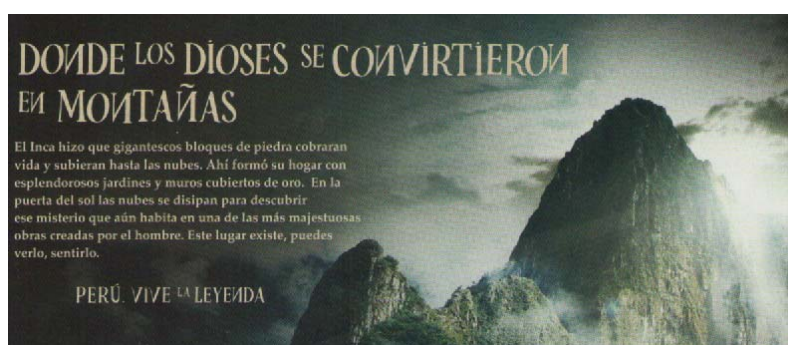 DONDE LOS DIOSES SE CONVIRTIERON
EN MONTAÑAS
El Inca hizo que gigantescos bloques de piedra cobraran
vida y subieran hasta las nubes. Ahí formó su hogar con
esplendorosos jardines y muros cubiertos de oro. En la
puerta del sol las nubes se disipan para descubrir
ese misterio que aún habita en una de las más majestuosas
obras creadas por el hombre. Este lugar existe, puedes
verlo, sentirlo.
PERÚ. VIVE LA LEYENDA